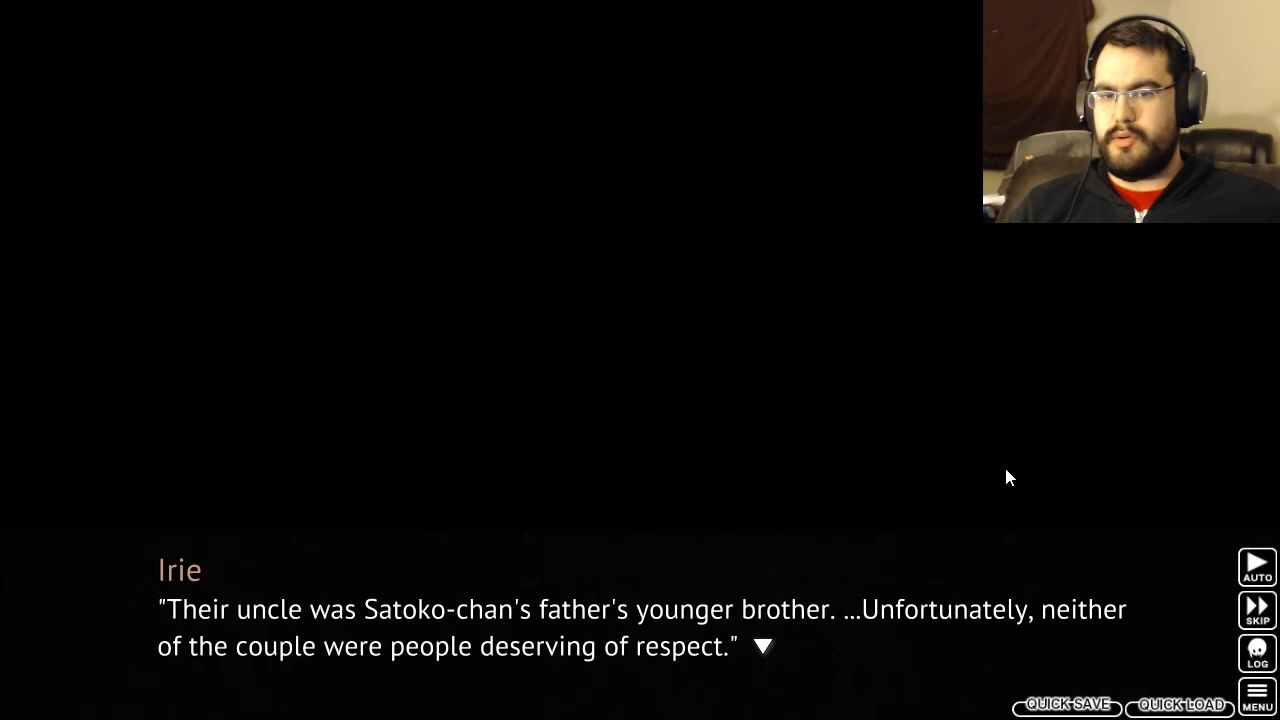 Irie
"Their uncle was Satoko-chan's father's younger brother. ...Unfortunately, neither
of the couple were people deserving of respect."
AUTO
SKIP
LOG
MENU
QUICK SAVE
QUICK LOAD